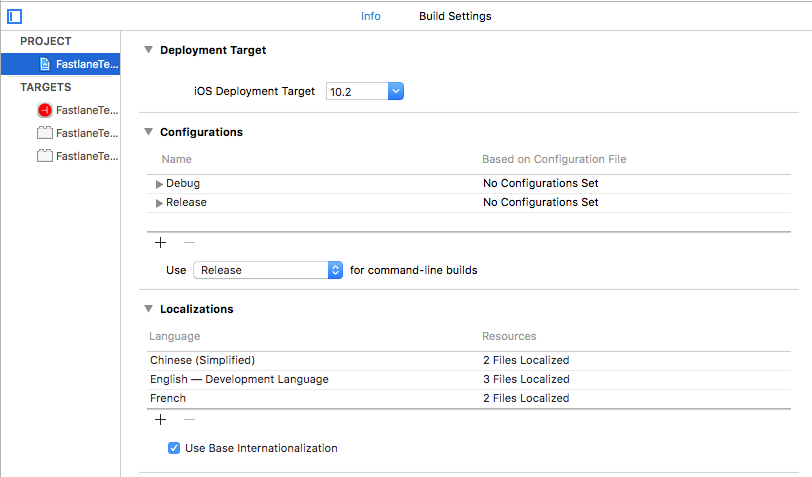 Info Build Settings
PROJECT
FastlaneTe...
TARGETS
FastlaneTe...
FastlaneTe...
FastlaneTe...
Deployment Target
iOS Deployment Target 10.2
Configurations
Name Based on Configuration File
Debug No Configurations Set
Release No Configurations Set
Use Release for command-line builds
Localizations
Language Resources
Chinese (Simplified) 2 Files Localized
English — Development Language 3 Files Localized
French 2 Files Localized
Use Base Internationalization